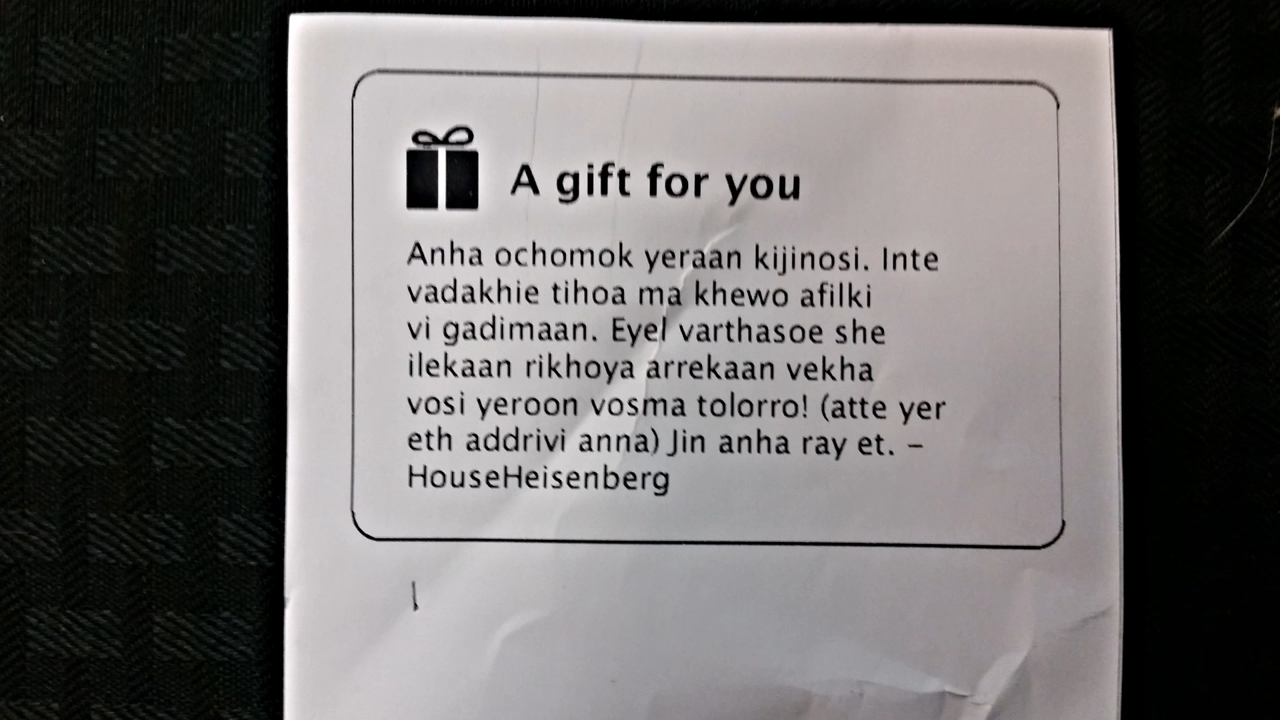 A gift for you
Anha ochomok yeraan kijinosi. Inte
vadakhie tihoa ma khewo afilki
vi gadimaan. Eyel varthasoe she
ilekaan rikhoya arrekaan vekha
vosi yeroon vosma tolorro! (atte yer
eth addrivi anna) Jin anha ray et. –
HouseHeisenberg